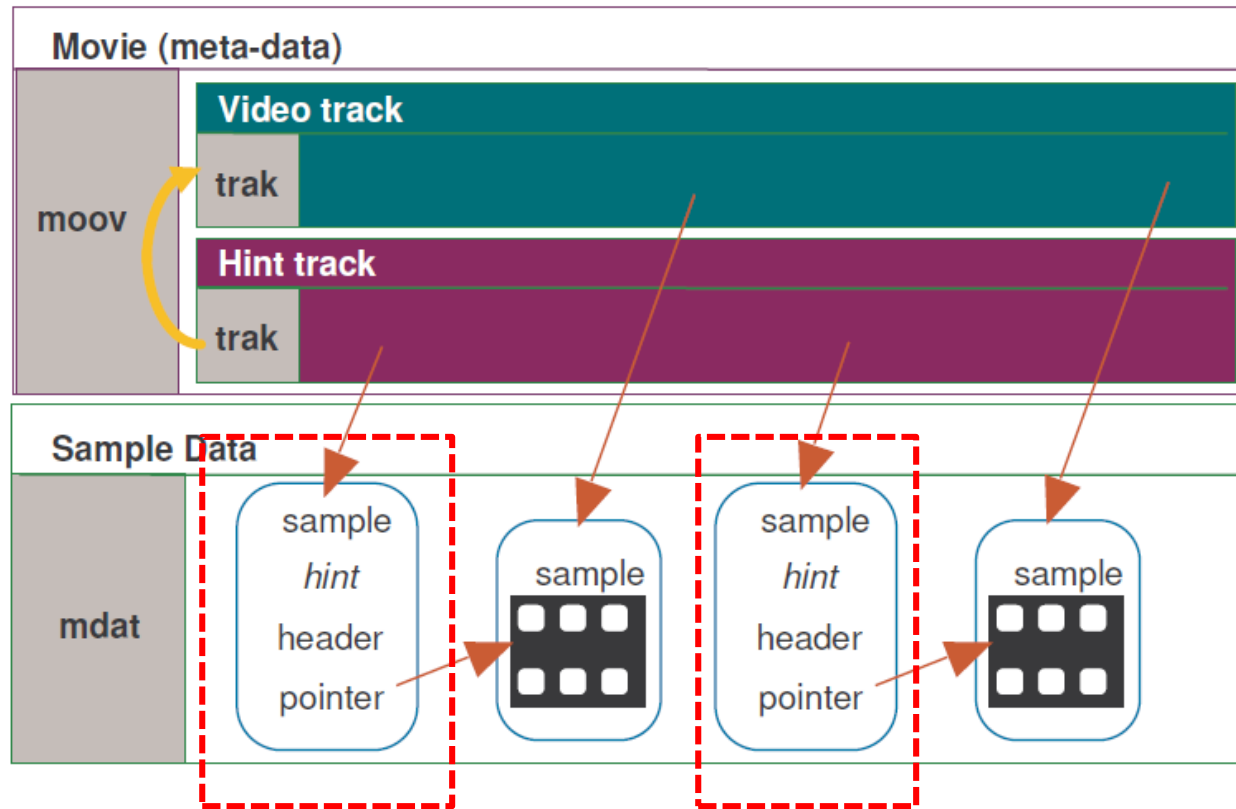 Movie (meta-data)
Video track
trak
moov
Hint track
trak
Sample Data
mdat
sample
hint
header
pointer
sample
sample
hint
header
pointer
sample